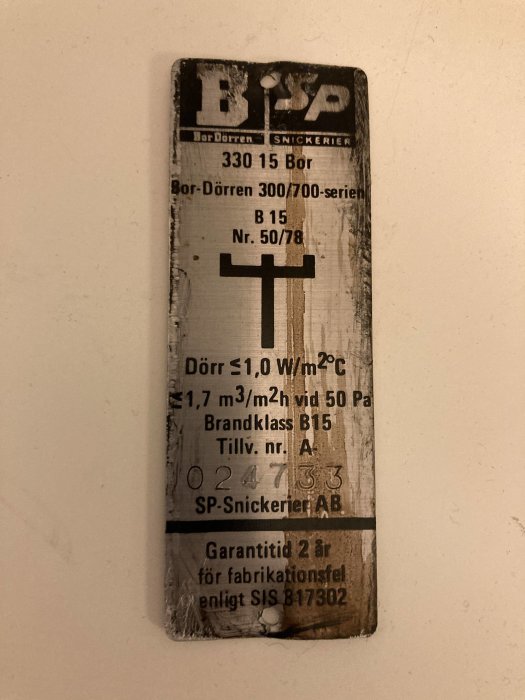 B SP
Bor Dörren SNICKERIER
330 15 Bor
Bor-Dörren 300/700-serien
B 15
Nr. 50/78
Dörr ≤1,0 W/m²°C
1,7 m³/m²h vid 50 Pa
Brandklass B15
Tillv. nr. A-
024733
SP-Snickerier AB
Garantitid 2 år
för fabrikationsfel
enligt SIS 817302